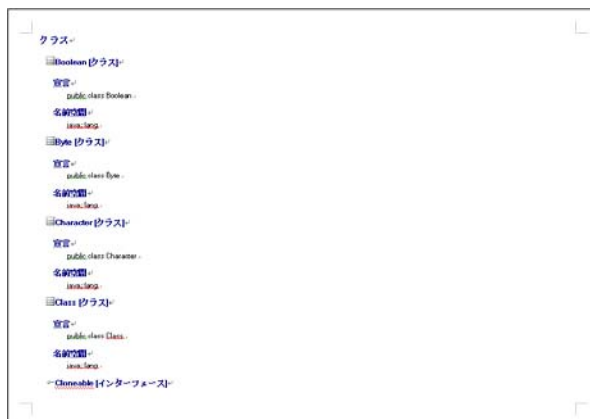 クラス
Boolean [クラス]
宣言
public class Boolean
名前空間
java.lang
Byte [クラス]
宣言
public class Byte
名前空間
java.lang
Character [クラス]
宣言
public class Character
名前空間
java.lang
Class [クラス]
宣言
public class Class
名前空間
java.lang
Cloneable [インターフェース]